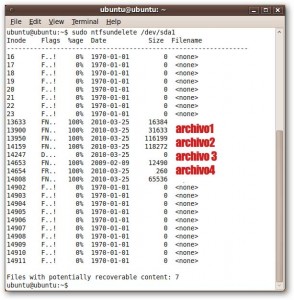 ubuntu@ubuntu: ~
File Edit View Terminal Help
ubuntu@ubuntu:~$ sudo ntfsundelete /dev/sda1
Inode Flags %age Date Size Filename
---------------------------------------------------------------
16 F..! 0% 1970-01-01 0 <none>
17 F..! 0% 1970-01-01 0 <none>
18 F..! 0% 1970-01-01 0 <none>
19 F..! 0% 1970-01-01 0 <none>
20 F..! 0% 1970-01-01 0 <none>
21 F..! 0% 1970-01-01 0 <none>
22 F..! 0% 1970-01-01 0 <none>
23 F..! 0% 1970-01-01 0 <none>
13633 FN.. 100% 2010-03-25 16384
13900 FN.. 100% 2010-03-25 31633 archivo1
13950 FN.. 100% 2010-03-25 116199
14159 FN.. 100% 2010-03-25 118272 archivo2
14247 D... 0% 2010-03-25 0 archivo 3
14653 FN.. 100% 2009-02-09 12490
14654 FR.. 100% 2010-03-25 260 archivo4
14808 FN.. 100% 2010-03-25 65536
14902 F..! 0% 1970-01-01 0 <none>
14903 F..! 0% 1970-01-01 0 <none>
14904 F..! 0% 1970-01-01 0 <none>
14905 F..! 0% 1970-01-01 0 <none>
14906 F..! 0% 1970-01-01 0 <none>
14907 F..! 0% 1970-01-01 0 <none>
14908 F..! 0% 1970-01-01 0 <none>
14909 F..! 0% 1970-01-01 0 <none>
14910 F..! 0% 1970-01-01 0 <none>
14911 F..! 0% 1970-01-01 0 <none>
Files with potentially recoverable content: 7
ubuntu@ubuntu:~$